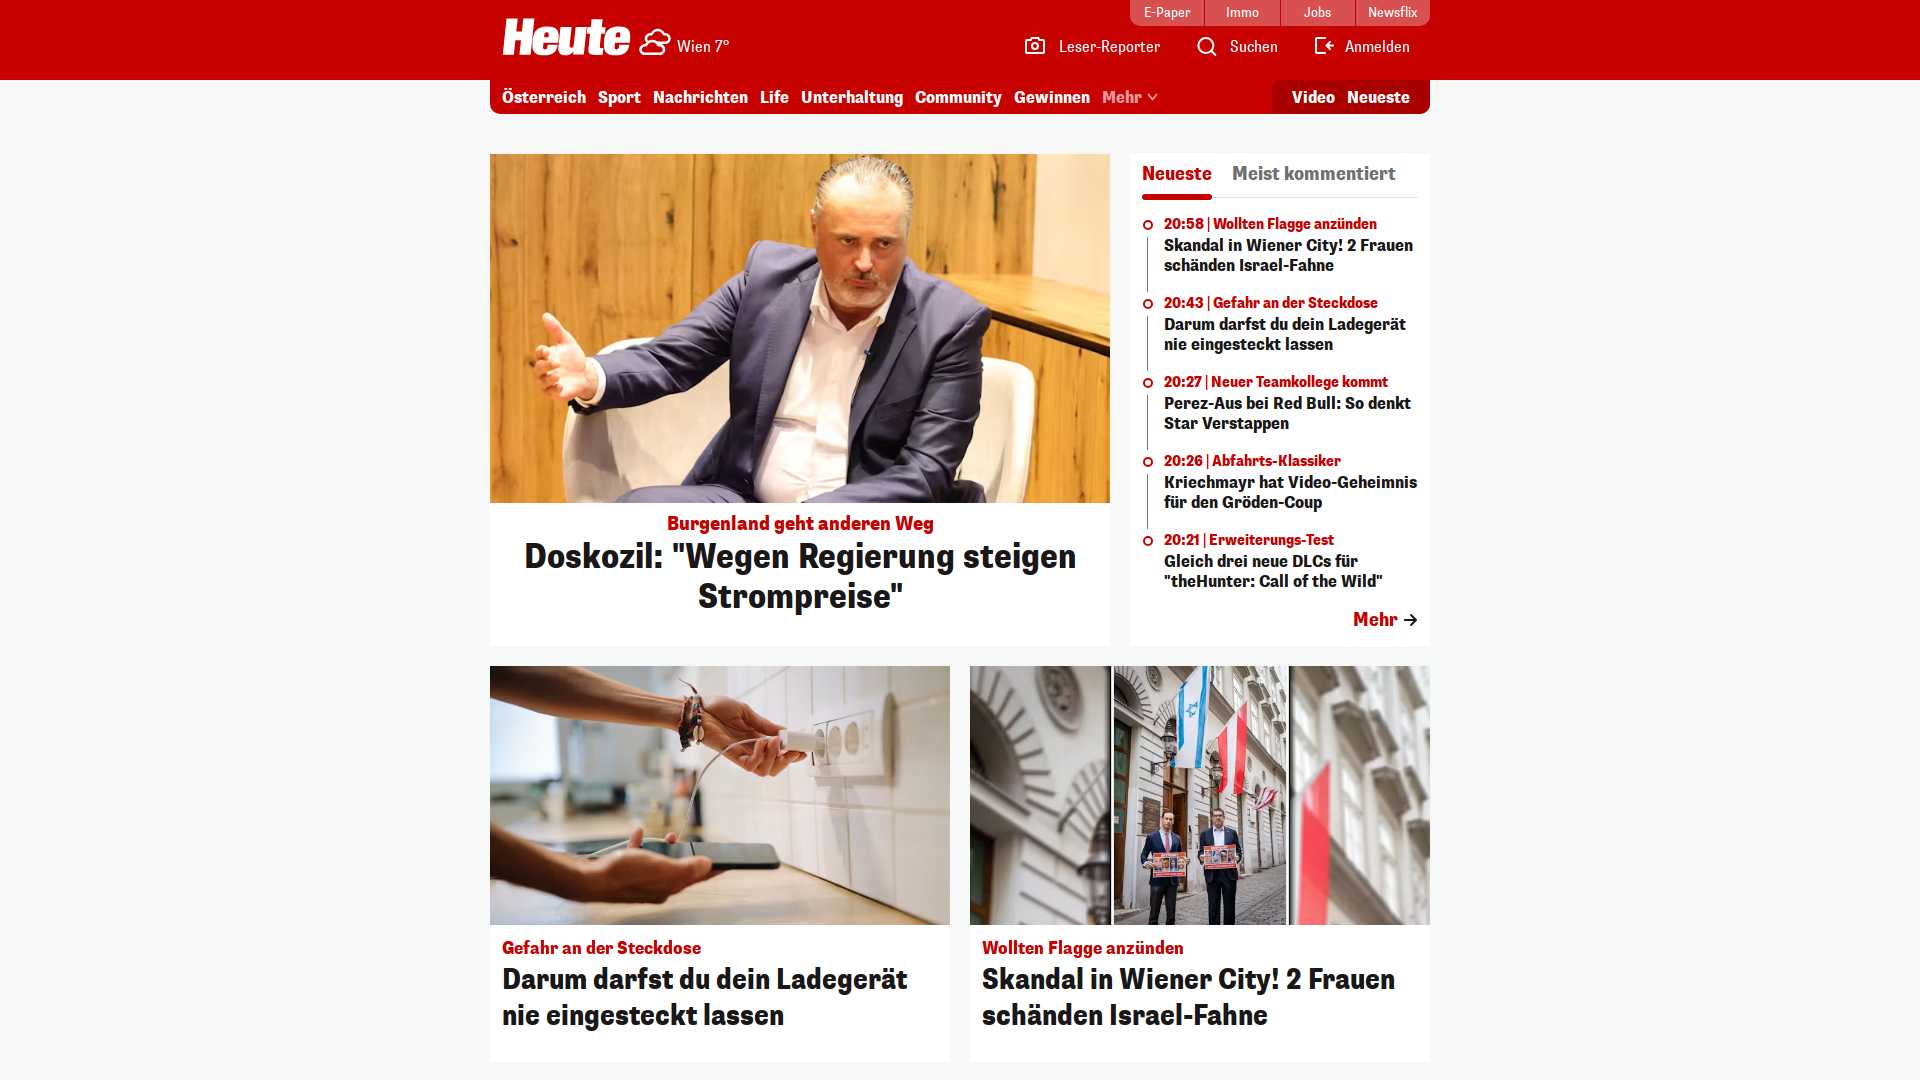 E-Paper
Immo
Jobs
Newsflix
Heute
Wien 7°
Leser-Reporter
Suchen
Anmelden
Österreich
Sport
Nachrichten
Life
Unterhaltung
Community
Gewinnen
Mehr
Video
Neueste
Burgenland geht anderen Weg
Doskozil: "Wegen Regierung steigen
Strompreise"
Neueste
Meist kommentiert
20:58 | Wollten Flagge anzünden
Skandal in Wiener City! 2 Frauen
schänden Israel-Fahne
20:43 | Gefahr an der Steckdose
Darum darfst du dein Ladegerät
nie eingesteckt lassen
20:27 | Neuer Teamkollege kommt
Perez-Aus bei Red Bull: So denkt
Star Verstappen
20:26 | Abfahrts-Klassiker
Kriechmayr hat Video-Geheimnis
für den Gröden-Coup
20:21 | Erweiterungs-Test
Gleich drei neue DLCs für
"theHunter: Call of the Wild"
Mehr
Gefahr an der Steckdose
Darum darfst du dein Ladegerät
nie eingesteckt lassen
Wollten Flagge anzünden
Skandal in Wiener City! 2 Frauen
schänden Israel-Fahne